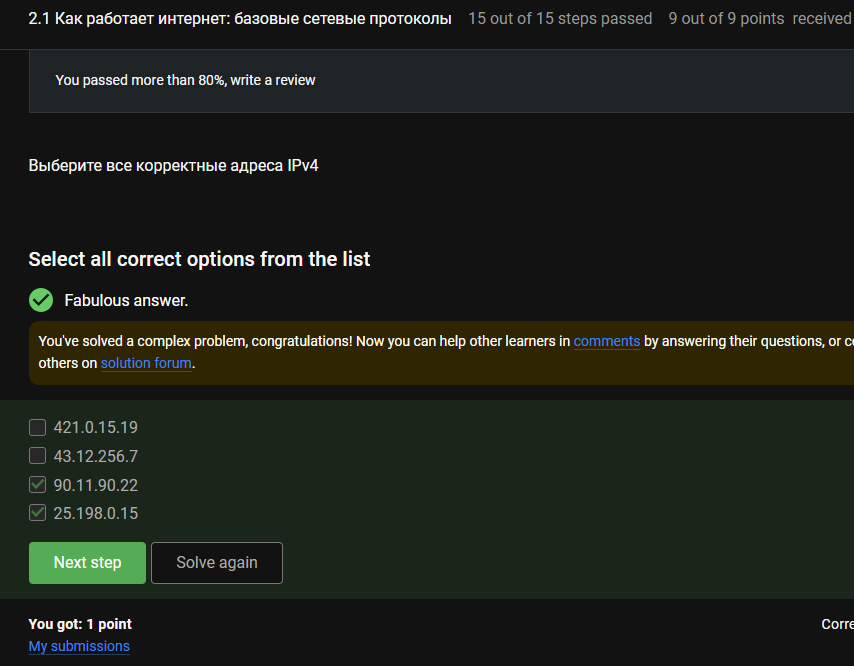 2.1 Как работает интернет: базовые сетевые протоколы 15 out of 15 steps passed 9 out of 9 points received
You passed more than 80%, write a review
Выберите все корректные адреса IPv4
Select all correct options from the list
Fabulous answer.
You've solved a complex problem, congratulations! Now you can help other learners in comments by answering their questions, or
others on solution forum.
421.0.15.19
43.12.256.7
90.11.90.22
25.198.0.15
Next step Solve again
You got: 1 point
My submissions